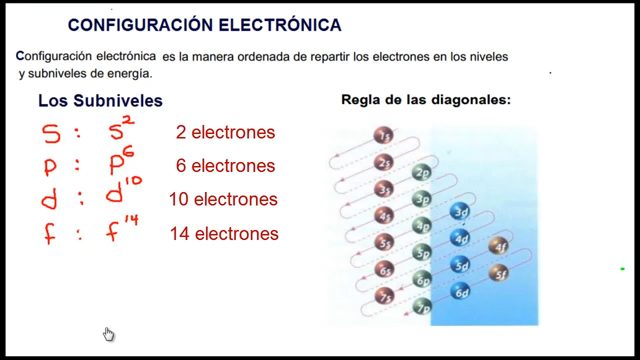 CONFIGURACIÓN ELECTRÓNICA
Configuración electrónica es la manera ordenada de repartir los electrones en los niveles
y subniveles de energía.
Los Subniveles
S : s² 2 electrones
p : p⁶ 6 electrones
d : d¹⁰ 10 electrones
f : f¹⁴ 14 electrones
Regla de las diagonales:
1s
2s 2p
3s 3p 3d
4s 4p 4d 4f
5s 5p 5d 5f
6s 6p 6d
7s 7p